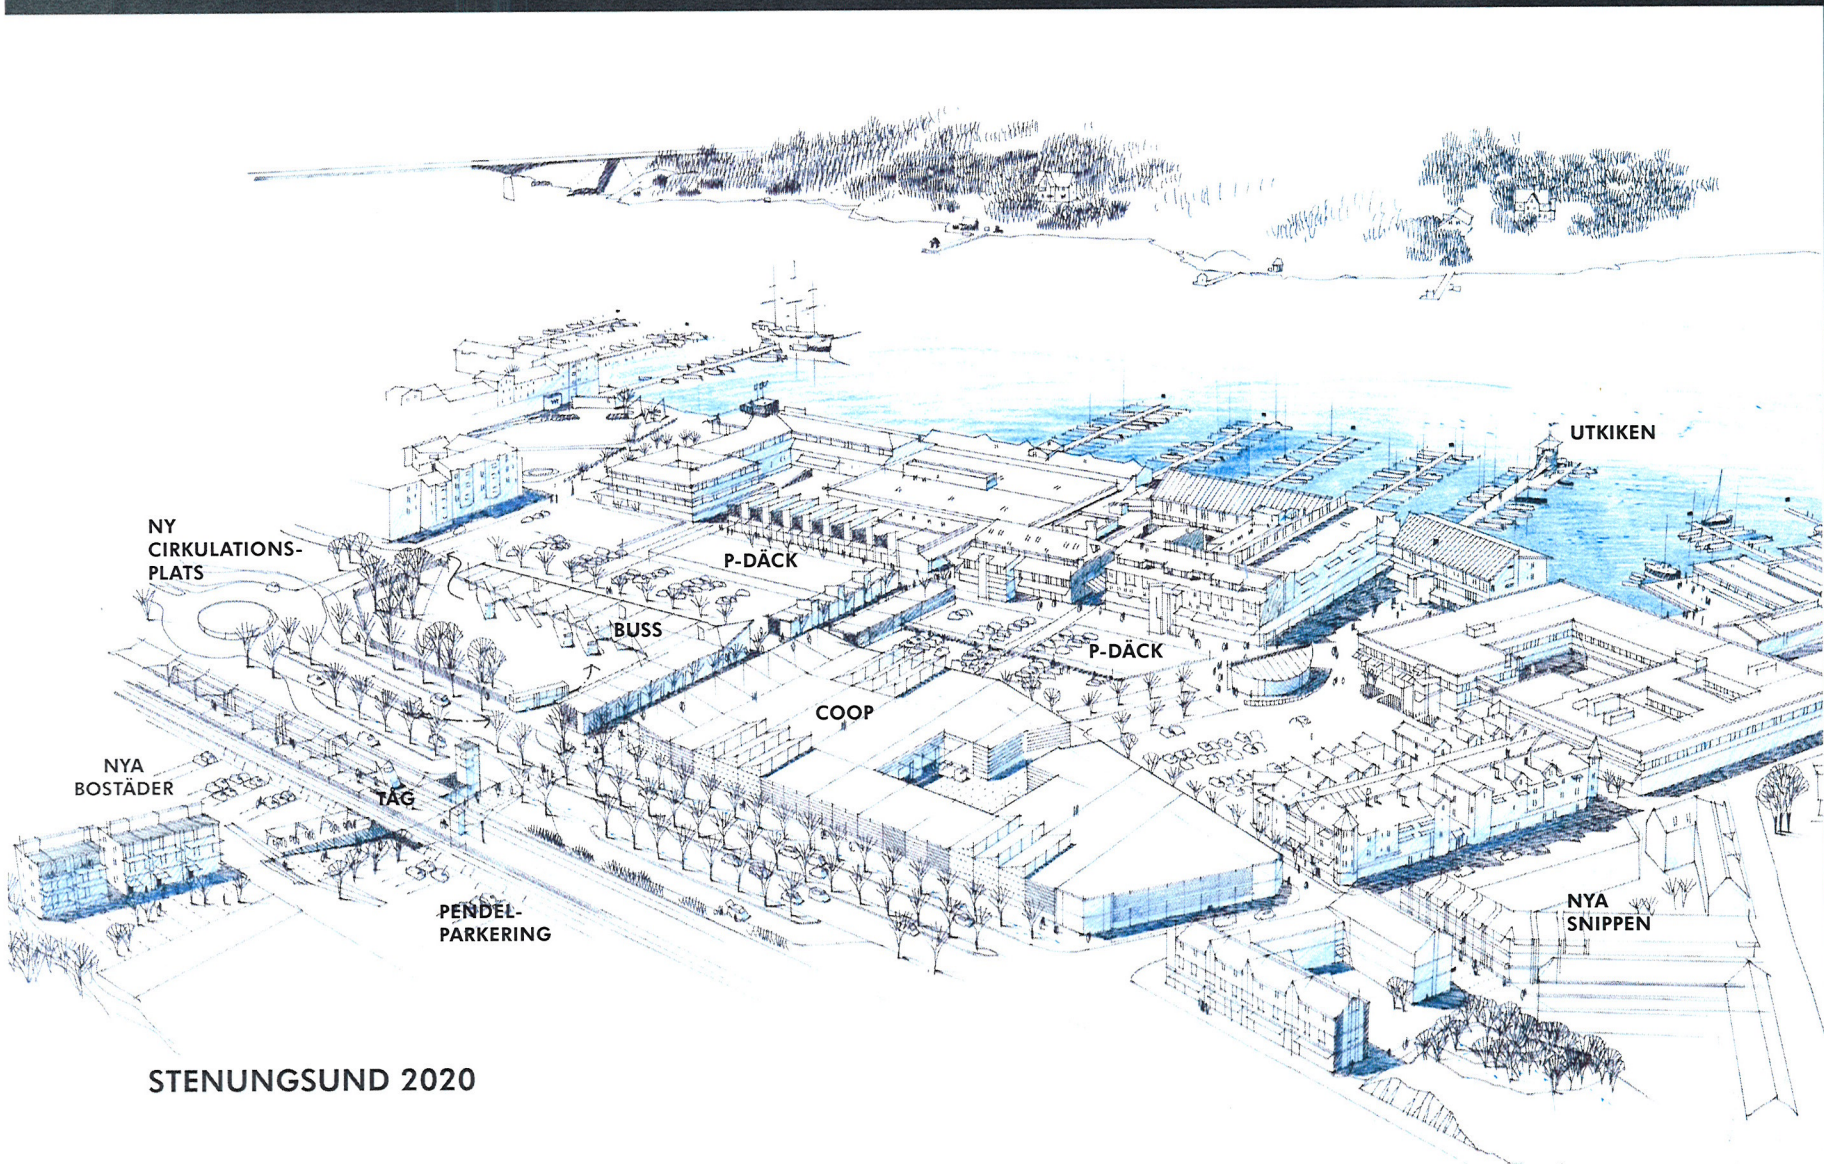 UTKIKEN
NY
CIRKULATIONS-
PLATS
P-DÄCK
BUSS
P-DÄCK
COOP
NYA
BOSTÄDER
TÅG
PENDEL-
PARKERING
NYA
SNIPPEN
STENUNGSUND 2020